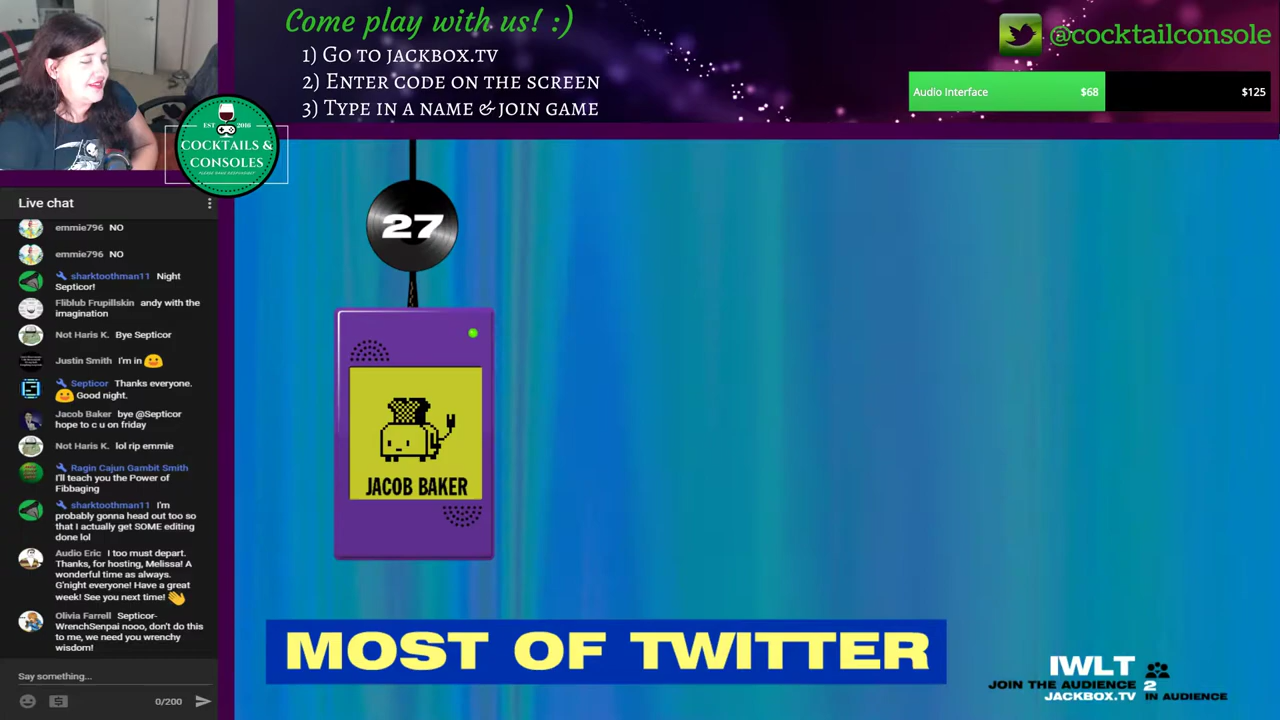 Come play with us! :)
1) Go to jackbox.tv
2) Enter code on the screen
3) Type in a name & join game
@cocktailconsole
Audio Interface $68 $125
EST 2016
COCKTAILS &
CONSOLES
PLEASE GAME RESPONSIBLY
Live chat
emmie796 NO
emmie796 NO
sharktoothman11 Night
Septicor!
Fliblub Frupillskin andy with the
imagination
Not Haris K. Bye Septicor
Justin Smith I'm in
Septicor Thanks everyone.
Good night.
Jacob Baker bye @Septicor
hope to c u on friday
Not Haris K. lol rip emmie
Ragin Cajun Gambit Smith
I'll teach you the Power of
Fibbaging
sharktoothman11 I'm
probably gonna head out too so
that I actually get SOME editing
done lol
Audio Eric I too must depart.
Thanks, for hosting, Melissa! A
wonderful time as always.
G'night everyone! Have a great
week! See you next time!
Olivia Farrell Septicor-
WrenchSenpai nooo, don't do this
to me, we need you wrenchy
wisdom!
Say something...
0/200
27
JACOB BAKER
MOST OF TWITTER
IWLT
JOIN THE AUDIENCE 2
JACKBOX.TV IN AUDIENCE